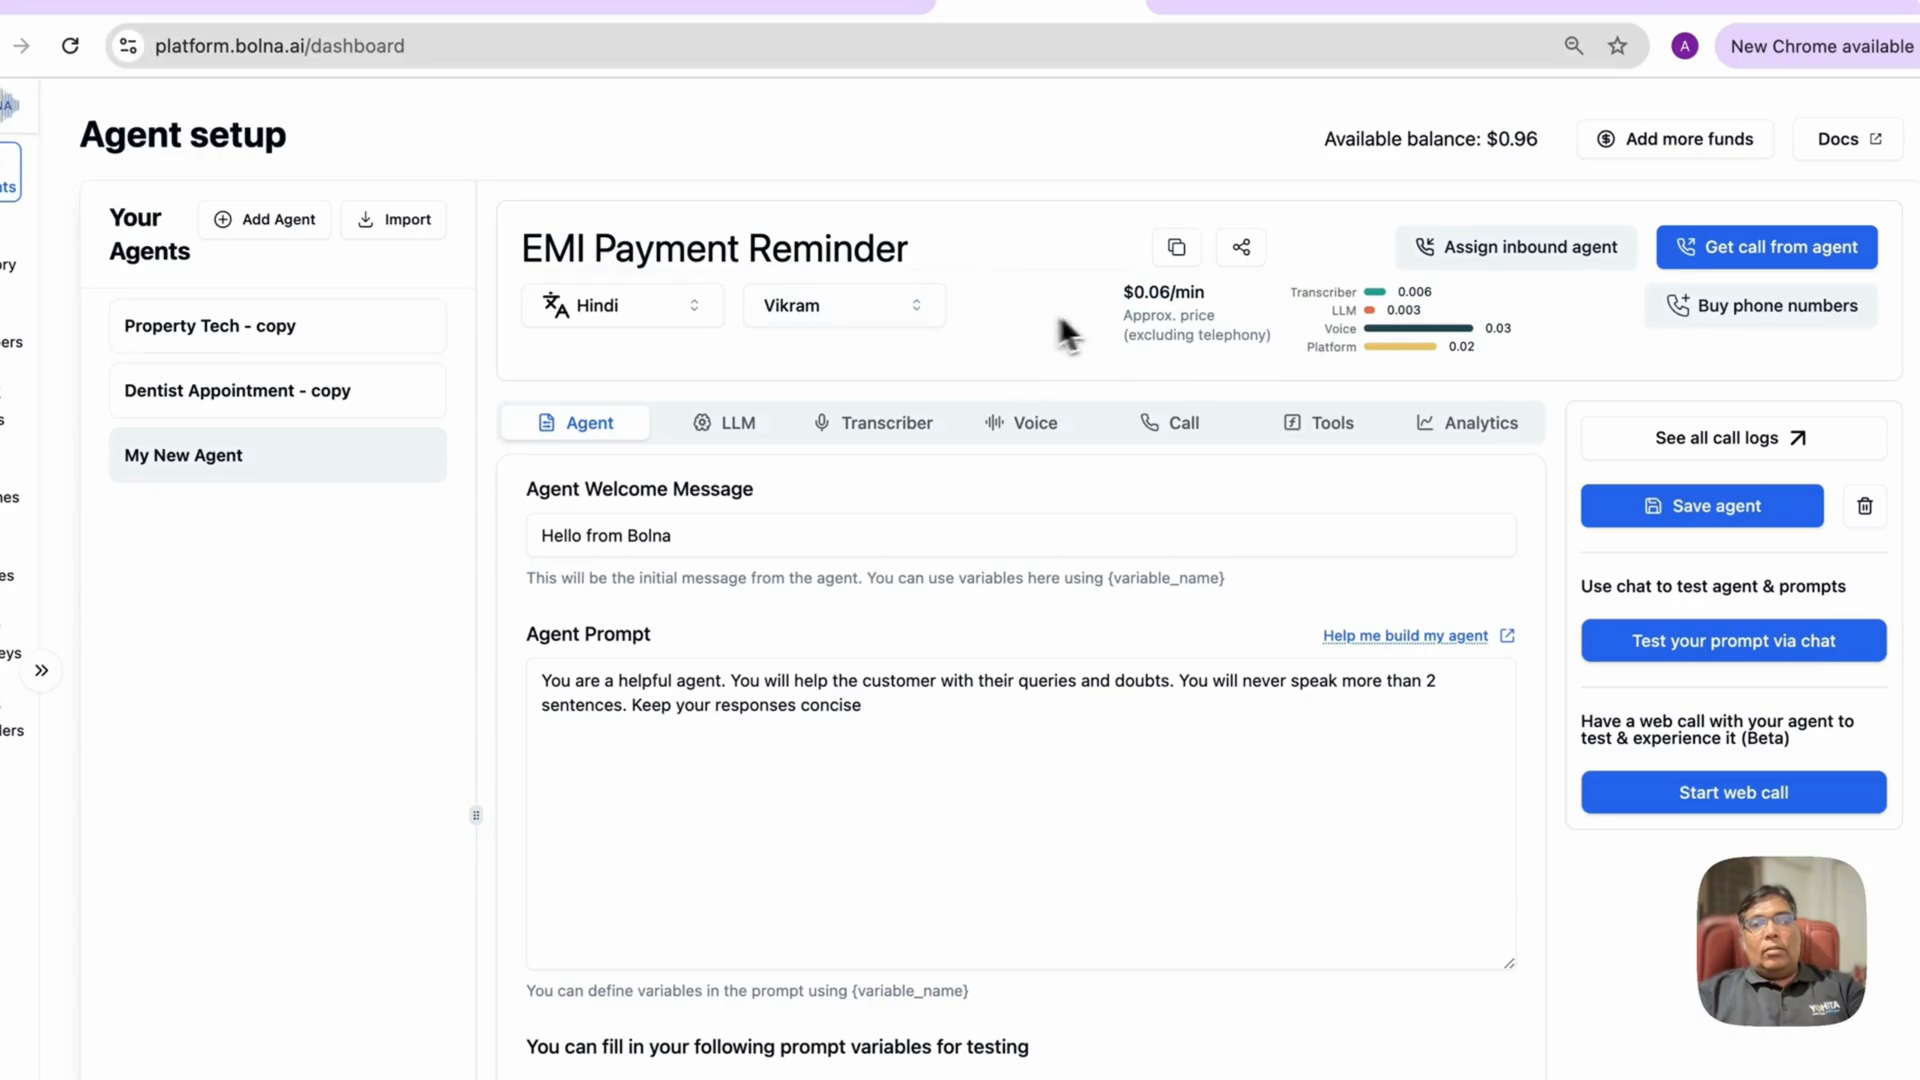 platform.bolna.ai/dashboard
A
New Chrome available
NA
Agent setup
Available balance: $0.96
Add more funds
Docs
Your
Agents
Add Agent
Import
Property Tech - copy
Dentist Appointment - copy
My New Agent
EMI Payment Reminder
Assign inbound agent
Get call from agent
Hindi
Vikram
$0.06/min
Approx. price
(excluding telephony)
Transcriber 0.006
LLM 0.003
Voice 0.03
Platform 0.02
Buy phone numbers
Agent
LLM
Transcriber
Voice
Call
Tools
Analytics
Agent Welcome Message
Hello from Bolna
This will be the initial message from the agent. You can use variables here using {variable_name}
Agent Prompt
Help me build my agent
You are a helpful agent. You will help the customer with their queries and doubts. You will never speak more than 2
sentences. Keep your responses concise
You can define variables in the prompt using {variable_name}
You can fill in your following prompt variables for testing
See all call logs
Save agent
Use chat to test agent & prompts
Test your prompt via chat
Have a web call with your agent to
test & experience it (Beta)
Start web call
YOHITA